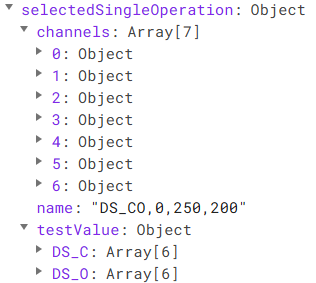 selectedSingleOperation: Object
channels: Array[7]
0: Object
1: Object
2: Object
3: Object
4: Object
5: Object
6: Object
name: "DS_CO,0,250,200"
testValue: Object
DS_C: Array[6]
DS_O: Array[6]